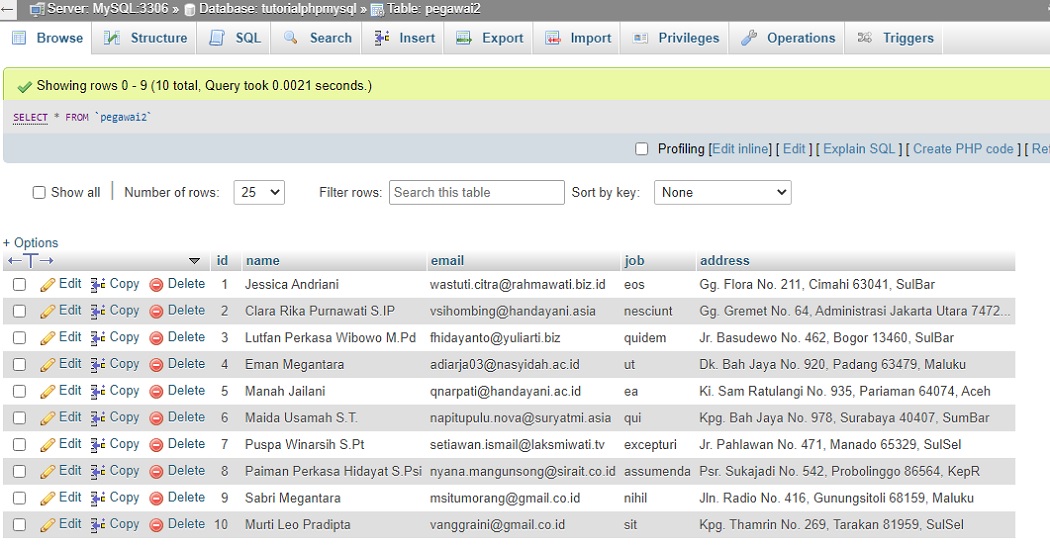 Server: MySQL:3306 » Database: tutorialphpmysql » Table: pegawai2
Browse Structure SQL Search Insert Export Import Privileges Operations Triggers
Showing rows 0 - 9 (10 total, Query took 0.0021 seconds.)
SELECT * FROM `pegawai2`
Profiling [Edit inline] [ Edit ] [ Explain SQL ] [ Create PHP code ] [
Show all | Number of rows: 25 Filter rows: Search this table Sort by key: None
+ Options
←T→ id name email job address
Edit Copy Delete 1 Jessica Andriani wastuti.citra@rahmawati.biz.id eos Gg. Flora No. 211, Cimahi 63041, SulBar
Edit Copy Delete 2 Clara Rika Purnawati S.IP vsihombing@handayani.asia nesciunt Gg. Gremet No. 64, Administrasi Jakarta Utara 7472...
Edit Copy Delete 3 Lutfan Perkasa Wibowo M.Pd fhidayanto@yuliarti.biz quidem Jr. Basudewo No. 462, Bogor 13460, SulBar
Edit Copy Delete 4 Eman Megantara adiarja03@nasyidah.ac.id ut Dk. Bah Jaya No. 920, Padang 63479, Maluku
Edit Copy Delete 5 Manah Jailani qnarpati@handayani.ac.id ea Ki. Sam Ratulangi No. 935, Pariaman 64074, Aceh
Edit Copy Delete 6 Maida Usamah S.T. napitupulu.nova@suryatmi.asia qui Kpg. Bah Jaya No. 978, Surabaya 40407, SumBar
Edit Copy Delete 7 Puspa Winarsih S.Pt setiawan.ismail@laksmiwati.tv excepturi Jr. Pahlawan No. 471, Manado 65329, SulSel
Edit Copy Delete 8 Paiman Perkasa Hidayat S.Psi nyana.mangunsong@sirait.co.id assumenda Psr. Sukajadi No. 542, Probolinggo 86564, KepR
Edit Copy Delete 9 Sabri Megantara msitumorang@gmail.co.id nihil Jln. Radio No. 416, Gunungsitoli 68159, Maluku
Edit Copy Delete 10 Murti Leo Pradipta vanggraini@gmail.co.id sit Kpg. Thamrin No. 269, Tarakan 81959, SulSel